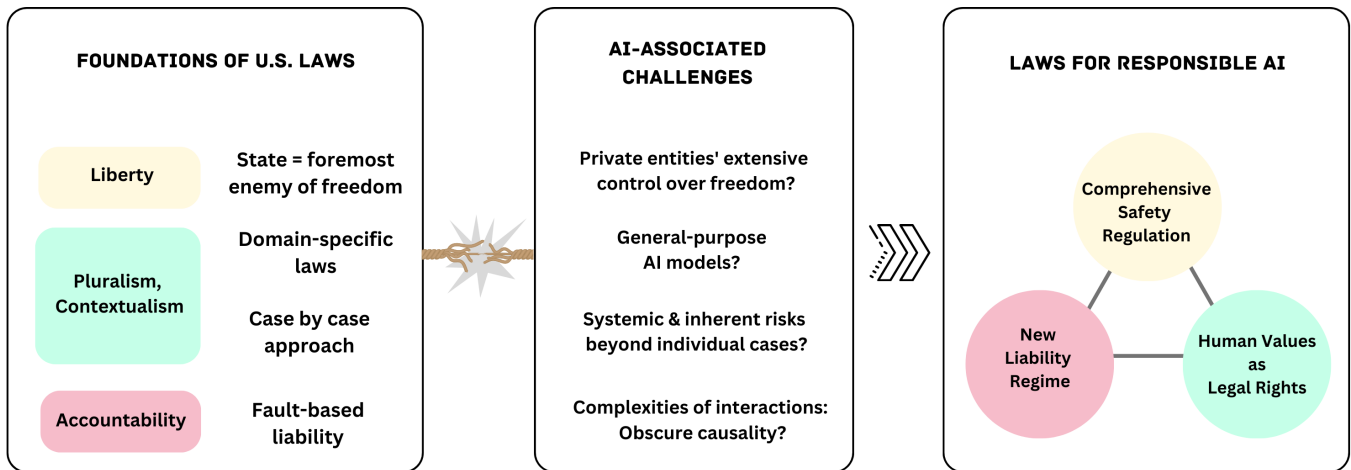 FOUNDATIONS OF U.S. LAWS
Liberty
State = foremost
enemy of freedom
Pluralism,
Contextualism
Domain-specific
laws
Case by case
approach
Accountability
Fault-based
liability
AI-ASSOCIATED
CHALLENGES
Private entities' extensive
control over freedom?
General-purpose
AI models?
Systemic & inherent risks
beyond individual cases?
Complexities of interactions:
Obscure causality?
LAWS FOR RESPONSIBLE AI
Comprehensive
Safety
Regulation
New
Liability
Regime
Human Values
as
Legal Rights